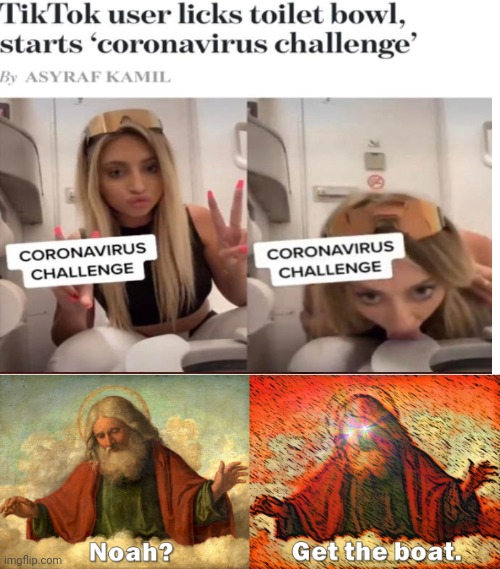 TikTok user licks toilet bowl,
starts ‘coronavirus challenge’
By ASYRAF KAMIL
CORONAVIRUS
CHALLENGE
CORONAVIRUS
CHALLENGE
Noah?
Get the boat.
imgflip.com